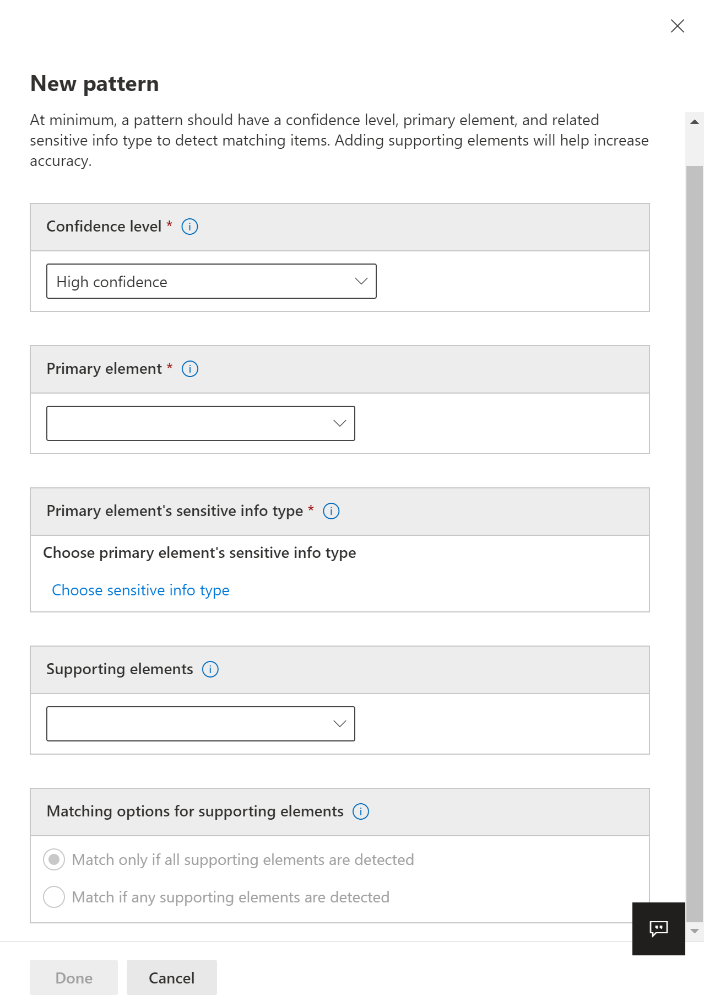 New pattern
At minimum, a pattern should have a confidence level, primary element, and related
sensitive info type to detect matching items. Adding supporting elements will help increase
accuracy.
Confidence level *
High confidence
Primary element *
Primary element's sensitive info type *
Choose primary element's sensitive info type
Choose sensitive info type
Supporting elements
Matching options for supporting elements
Match only if all supporting elements are detected
Match if any supporting elements are detected
Done
Cancel